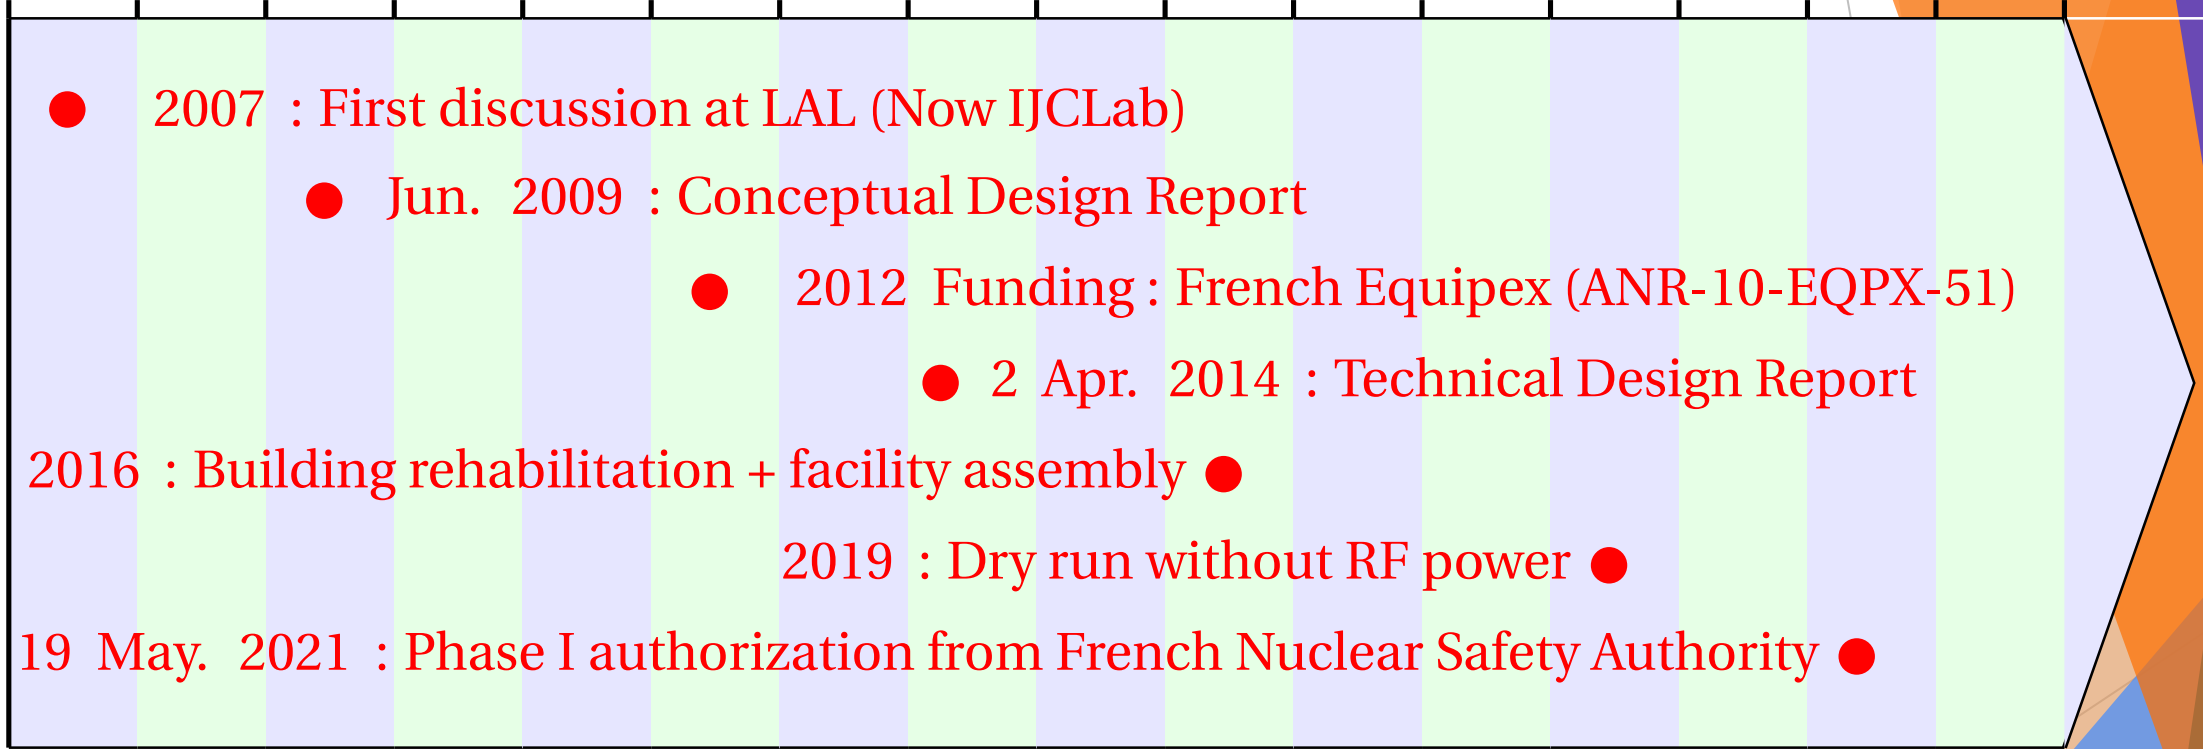 2007 : First discussion at LAL (Now IJCLab)
Jun. 2009 : Conceptual Design Report
2012 Funding : French Equipex (ANR-10-EQPX-51)
2 Apr. 2014 : Technical Design Report
2016 : Building rehabilitation + facility assembly
2019 : Dry run without RF power
19 May. 2021 : Phase I authorization from French Nuclear Safety Authority